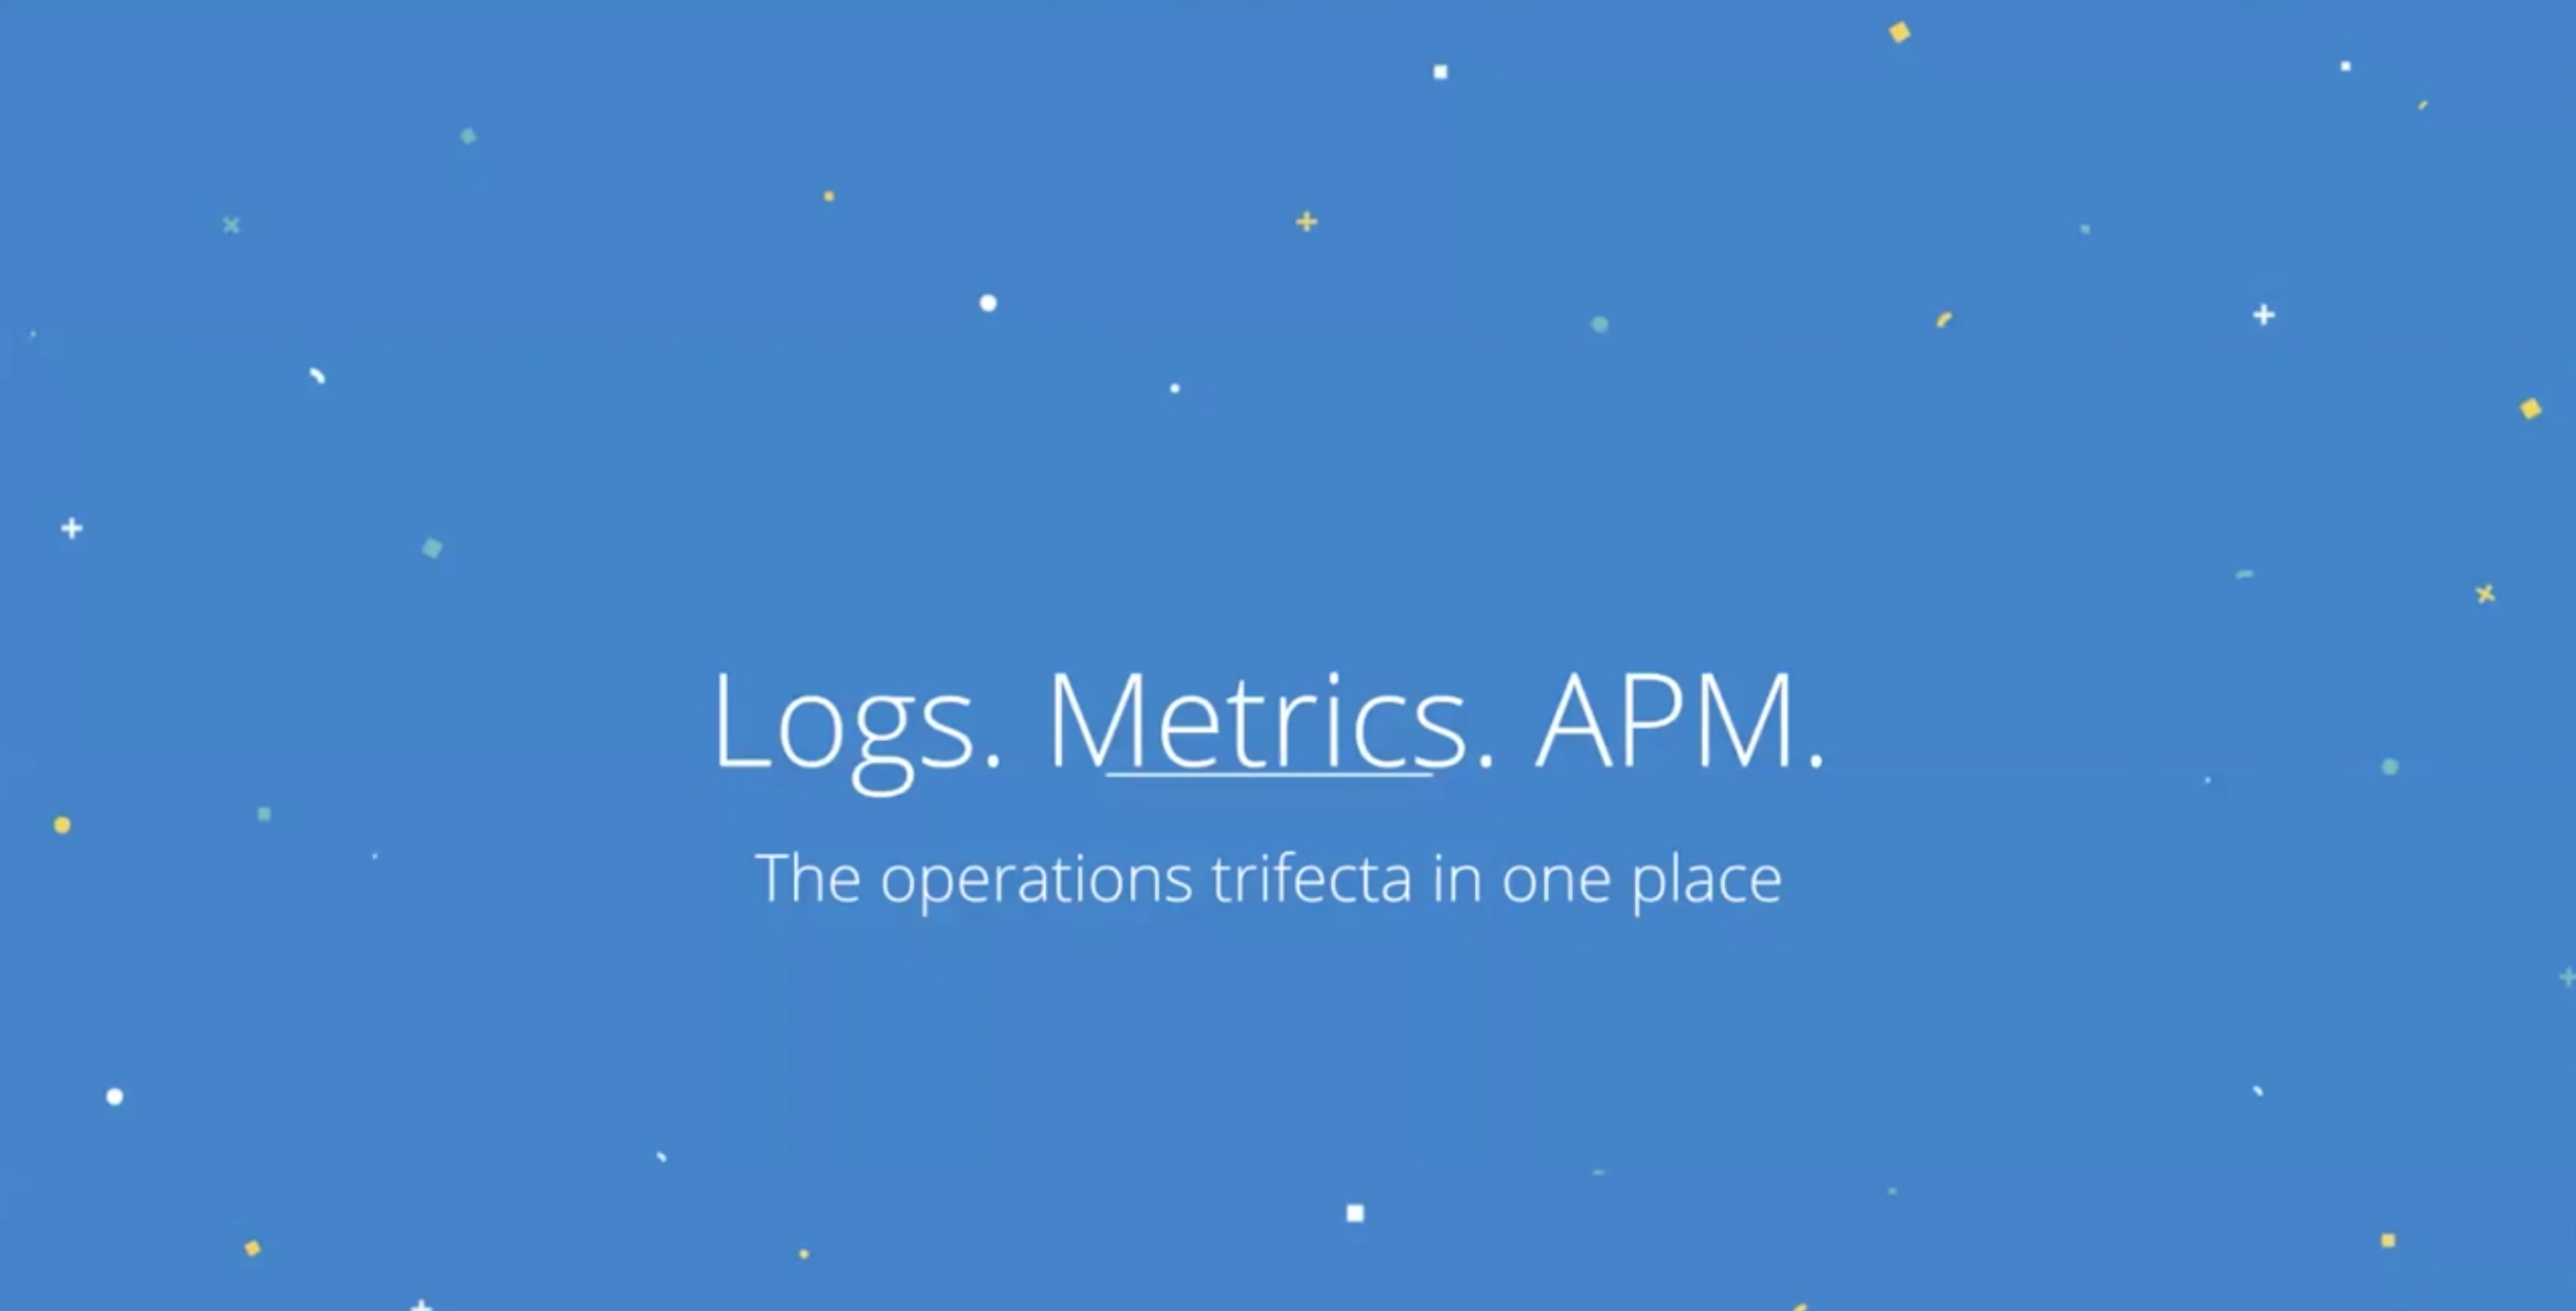 Logs. Metrics. APM.
The operations trifecta in one place